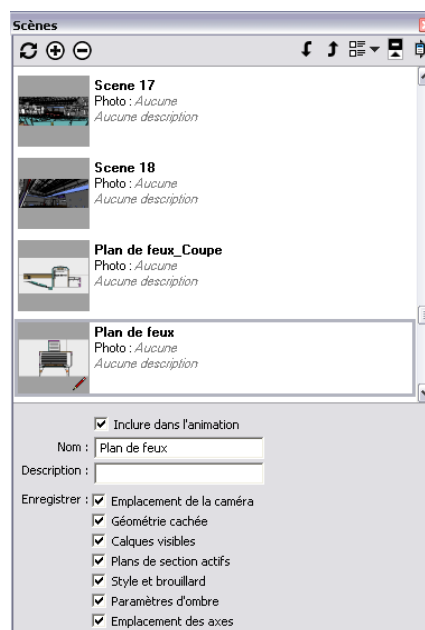 Scènes
Scene 17
Photo : Aucune
Aucune description
Scene 18
Photo : Aucune
Aucune description
Plan de feux_Coupe
Photo : Aucune
Aucune description
Plan de feux
Photo : Aucune
Aucune description
Inclure dans l'animation
Nom : Plan de feux
Description :
Enregistrer : Emplacement de la caméra
Géométrie cachée
Calques visibles
Plans de section actifs
Style et brouillard
Paramètres d'ombre
Emplacement des axes